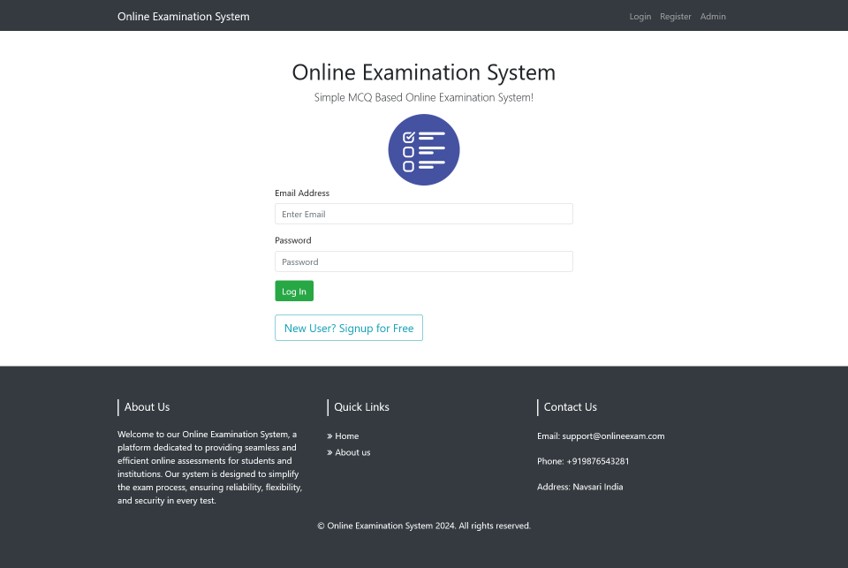 Online Examination System
Login Register Admin
Online Examination System
Simple MCQ Based Online Examination System!
Email Address
Enter Email
Password
Password
Log In
New User? Signup for Free
About Us
Welcome to our Online Examination System, a
platform dedicated to providing seamless and
efficient online assessments for students and
institutions. Our system is designed to simplify
the exam process, ensuring reliability, flexibility,
and security in every test.
Quick Links
» Home
» About us
Contact Us
Email: support@onlineexam.com
Phone: +919876543281
Address: Navsari India
© Online Examination System 2024. All rights reserved.